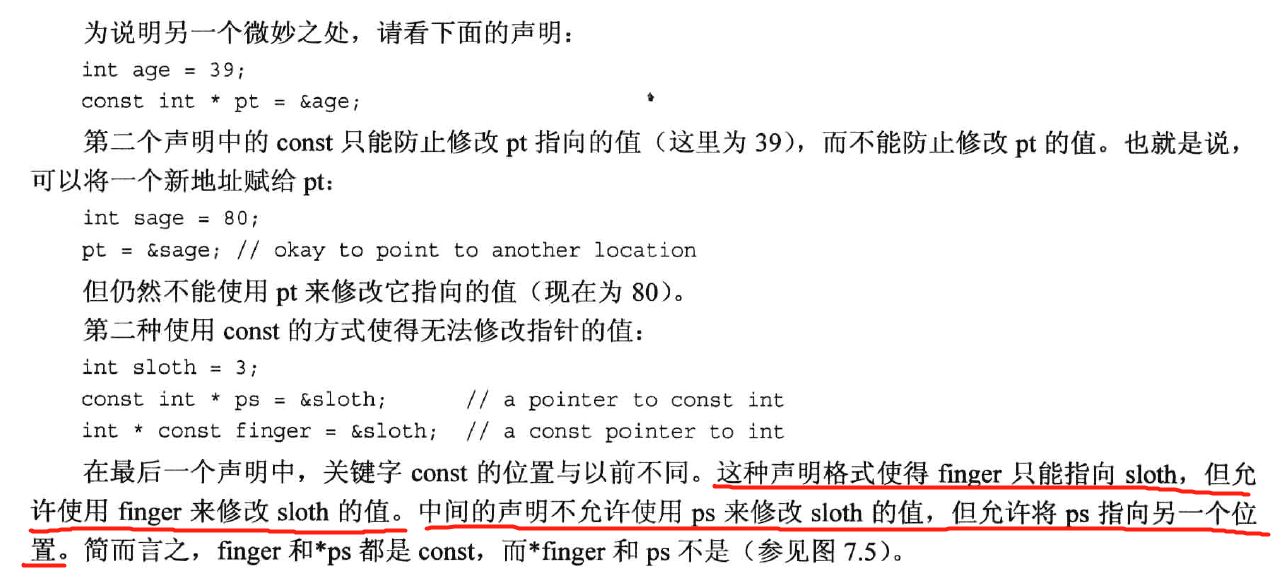 为说明另一个微妙之处，请看下面的声明：
int age = 39;
const int * pt = &age;
第二个声明中的 const 只能防止修改 pt 指向的值（这里为 39），而不能防止修改 pt 的值。也就是说，
可以将一个新地址赋给 pt：
int sage = 80;
pt = &sage; // okay to point to another location
但仍然不能使用 pt 来修改它指向的值（现在为 80）。
第二种使用 const 的方式使得无法修改指针的值：
int sloth = 3;
const int * ps = &sloth;      // a pointer to const int
int * const finger = &sloth;  // a const pointer to int
在最后一个声明中，关键字 const 的位置与以前不同。这种声明格式使得 finger 只能指向 sloth，但允
许使用 finger 来修改 sloth 的值。中间的声明不允许使用 ps 来修改 sloth 的值，但允许将 ps 指向另一个位
置。简而言之，finger 和*ps 都是 const，而*finger 和 ps 不是（参见图 7.5）。